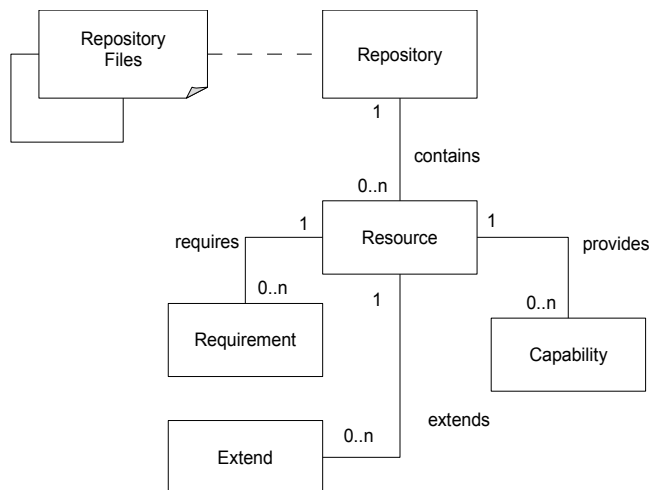 Repository
Files
Repository
1
contains
0..n
requires
1
Resource
1
provides
0..n
1
0..n
Requirement
Capability
0..n
extends
Extend